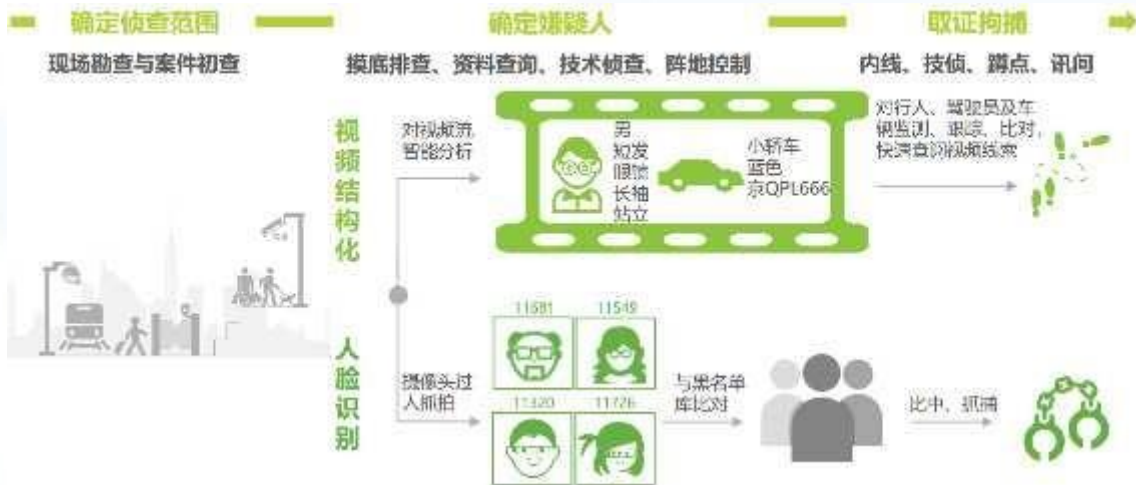 确定侦查范围
确定嫌疑人
取证拘捕
现场勘查与案件初查
摸底排查、资料查询、技术侦查、阵地控制
内线、技侦、蹲点、讯问
视频结构化
对视频流
智能分析
男
短发
眼镜
长袖
站立
小轿车
蓝色
京QPL666
对行人、驾驶员及车
辆监测、跟踪、比对，
快速查询视频线索
人脸识别
摄像头过
人抓拍
11681
11549
11320
11726
与黑名单
库比对
比中、抓捕